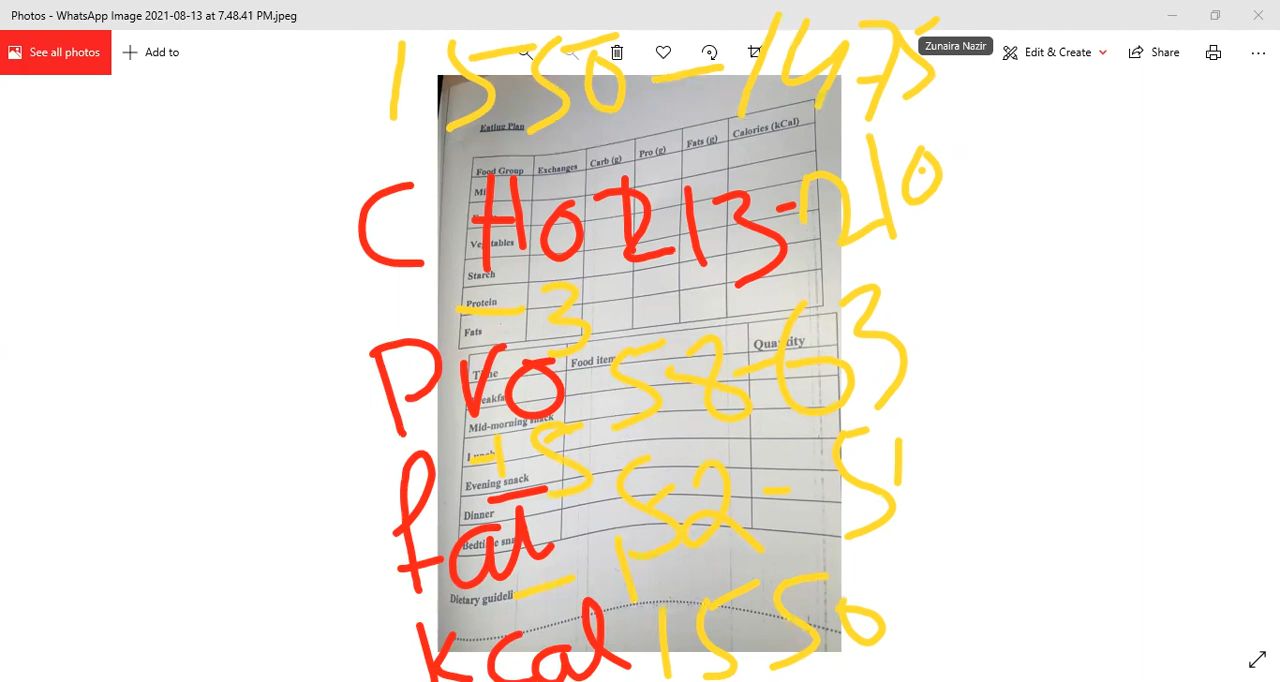 Photos - WhatsApp Image 2021-08-13 at 7.48.41 PM.jpeg
See all photos
Add to
Zunaira Nazir
Edit & Create
Share
1550 - 1475
Eating Plan
Food Group Exchanges Carb (g) Pro (g) Fats (g) Calories (kCal)
CHO 213 - 210
Starch
Protein
- 3
Fats
Food item Quantity
Pro 58 - 63
Mid-morning snack
Evening snack
52 - 51
Dinner
fat
Dietary guideli
kcal 1550